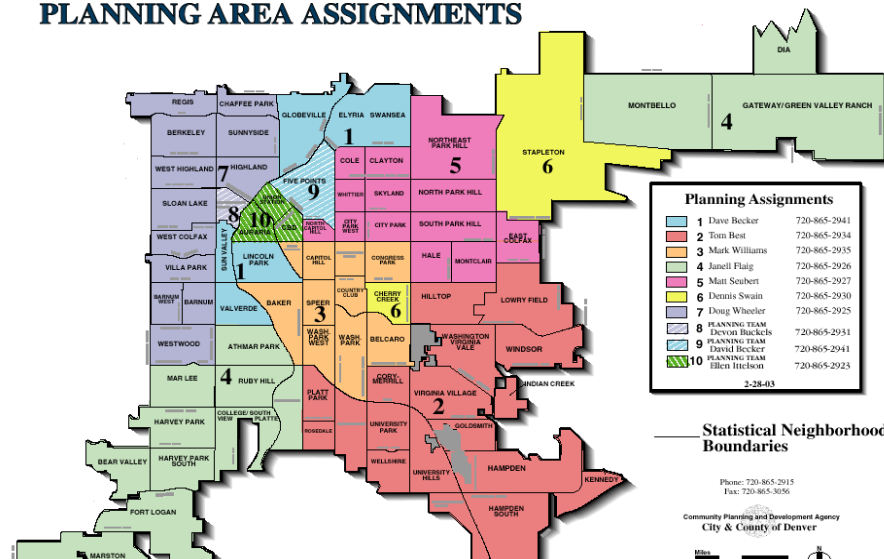 PLANNING AREA ASSIGNMENTS
DIA
REGIS
CHAFFEE PARK
GLOBEVILLE
ELYRIA SWANSEA
1
MONTBELLO
GATEWAY/GREEN VALLEY RANCH
4
BERKELEY
SUNNYSIDE
NORTHEAST
PARK HILL
5
STAPLETON
6
WEST HIGHLAND
HIGHLAND
7
COLE
CLAYTON
FIVE POINTS
9
WHITTIER
SKYLAND
NORTH PARK HILL
SLOAN LAKE
8
UNION
STATION
10
AURARIA
CBD
NORTH
CAPITOL
HILL
CITY
PARK
WEST
CITY PARK
SOUTH PARK HILL
EAST
COLFAX
WEST COLFAX
SUN VALLEY
LINCOLN
PARK
1
CAPITOL
HILL
CONGRESS
PARK
HALE
MONTCLAIR
VILLA PARK
BARNUM
WEST
BARNUM
VALVERDE
BAKER
SPEER
3
COUNTRY
CLUB
CHERRY
CREEK
6
HILLTOP
LOWRY FIELD
WESTWOOD
ATHMAR PARK
WASH.
PARK
WEST
WASH.
PARK
BELCARO
WASHINGTON
VIRGINIA
VALE
WINDSOR
MAR LEE
4
RUBY HILL
PLATT
PARK
CORY-
MERRILL
VIRGINIA VILLAGE
2
INDIAN CREEK
HARVEY PARK
COLLEGE/ SOUTH
VIEW PLATTE
ROSEDALE
UNIVERSITY
PARK
GOLDSMITH
BEAR VALLEY
HARVEY PARK
SOUTH
WELLSHIRE
UNIVERSITY
HILLS
HAMPDEN
KENNEDY
FORT LOGAN
HAMPDEN
SOUTH
MARSTON
Planning Assignments
1 Dave Becker 720-865-2941
2 Tom Best 720-865-2934
3 Mark Williams 720-865-2935
4 Janell Flaig 720-865-2926
5 Matt Seubert 720-865-2927
6 Dennis Swain 720-865-2930
7 Doug Wheeler 720-865-2925
8 PLANNING TEAM
Devon Buckels 720-865-2931
9 PLANNING TEAM
David Becker 720-865-2941
10 PLANNING TEAM
Ellen Ittelson 720-865-2923
2-28-03
Statistical Neighborhood
Boundaries
Phone: 720-865-2915
Fax: 720-865-3056
Community Planning and Development Agency
City & County of Denver
Miles
N